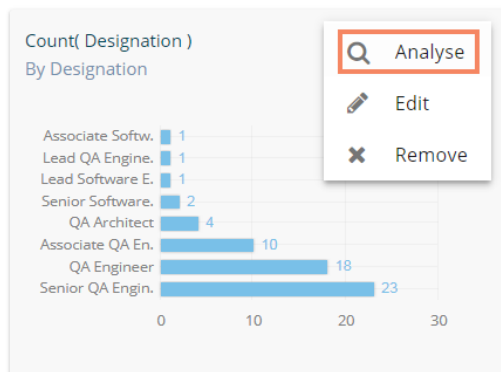 Count( Designation )
By Designation
Analyse
Edit
Remove
Associate Softw. 1
Lead QA Engine. 1
Lead Software E. 1
Senior Software. 2
QA Architect 4
Associate QA En. 10
QA Engineer 18
Senior QA Engin. 23
0 10 20 30